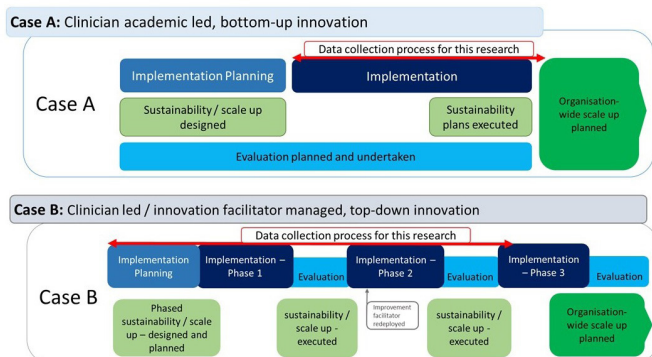 Case A: Clinician academic led, bottom-up innovation
Data collection process for this research
Implementation Planning
Implementation
Case A
Sustainability / scale up
designed
Sustainability
plans executed
Organisation-
wide scale up
planned
Evaluation planned and undertaken
Case B: Clinician led / innovation facilitator managed, top-down innovation
Data collection process for this research
Implementation
Planning
Implementation –
Phase 1
Evaluation
Implementation –
Phase 2
Evaluation
Implementation
– Phase 3
Evaluation
Case B
Improvement
facilitator
redeployed
Phased
sustainability / scale
up – designed and
planned
sustainability /
scale up -
executed
sustainability /
scale up -
executed
Organisation-
wide scale up
planned